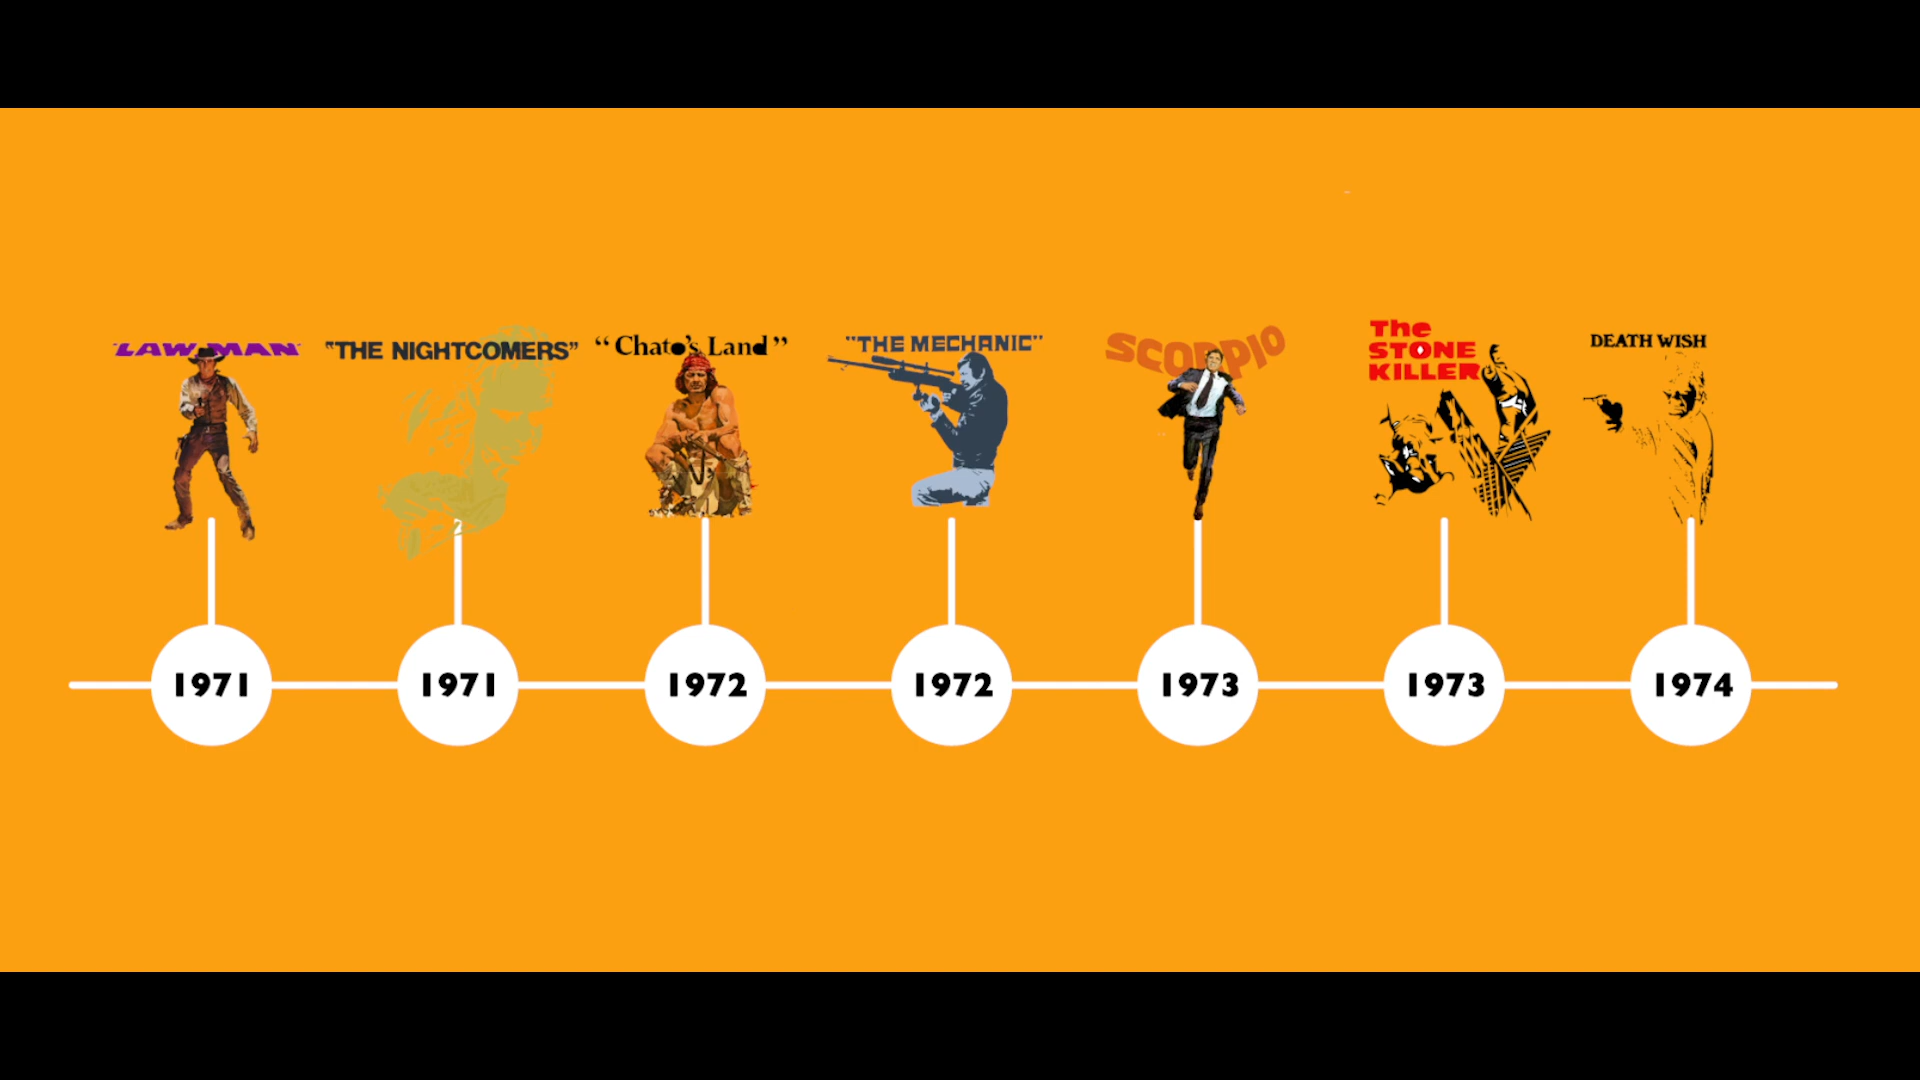 "LAWMAN"
"THE NIGHTCOMERS"
“Chato's Land”
"THE MECHANIC"
SCORPIO
The
STONE
KILLER
DEATH WISH
1971
1971
1972
1972
1973
1973
1974